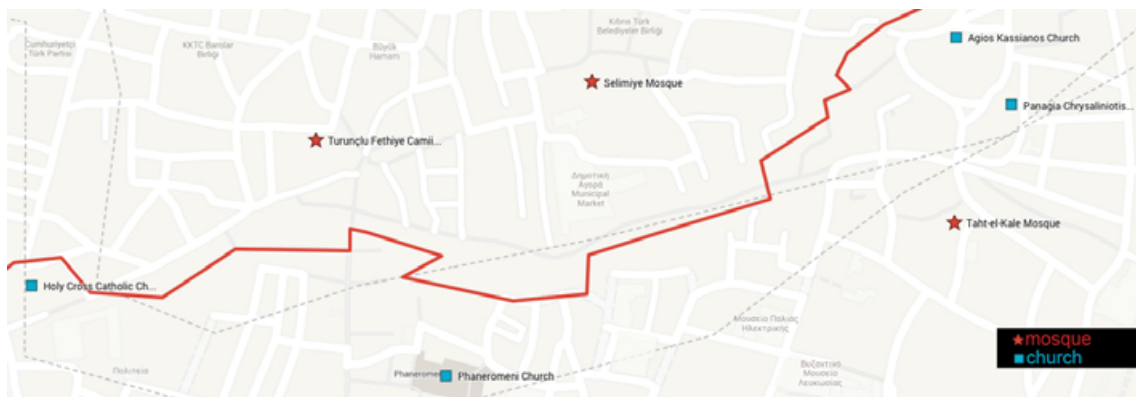 Cumhuriyetçi
Türk Partisi
KKTC Barolar
Birliği
Büyük
Hamam
Kıbrıs Türk
Belediyeler Birliği
Agios Kassianos Church
Selimiye Mosque
Panagia Chrysaliniotis...
Turunçlu Fethiye Camii...
Δημοτική
Αγορά
Municipal
Market
Taht-el-Kale Mosque
Holy Cross Catholic Ch...
Μουσείο Παλιάς
Ηλεκτρικής
mosque
church
Πολιτεία
Phaneromeni Church
Βυζαντινό
Μουσείο
Λευκωσίας